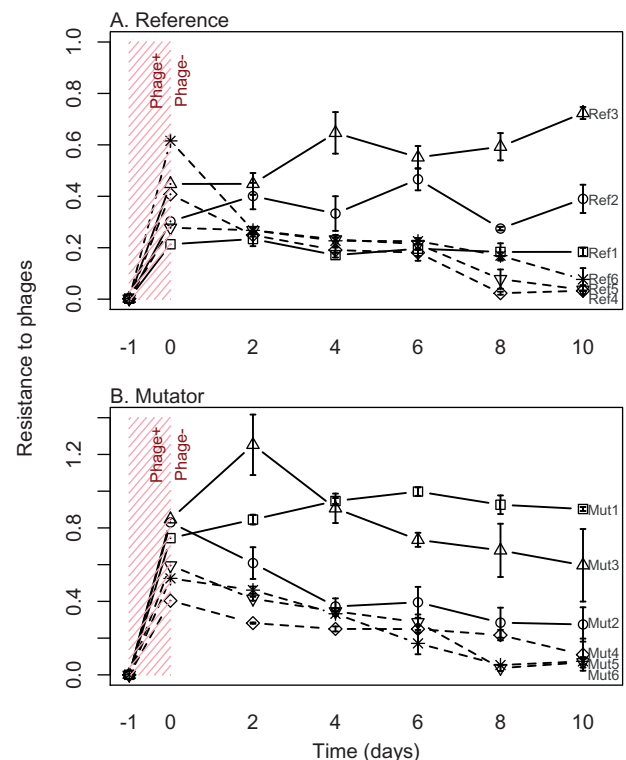 A. Reference
Resistance to phages
1.0
0.8
0.6
0.4
0.2
0.0
Phage+
Phage-
Ref3
Ref2
Ref1
Ref6
Ref5
Ref4
-1 0 2 4 6 8 10
B. Mutator
1.2
0.8
0.4
0.0
Phage+
Phage-
Mut1
Mut3
Mut2
Mut4
Mut5
Mut6
-1 0 2 4 6 8 10
Time (days)